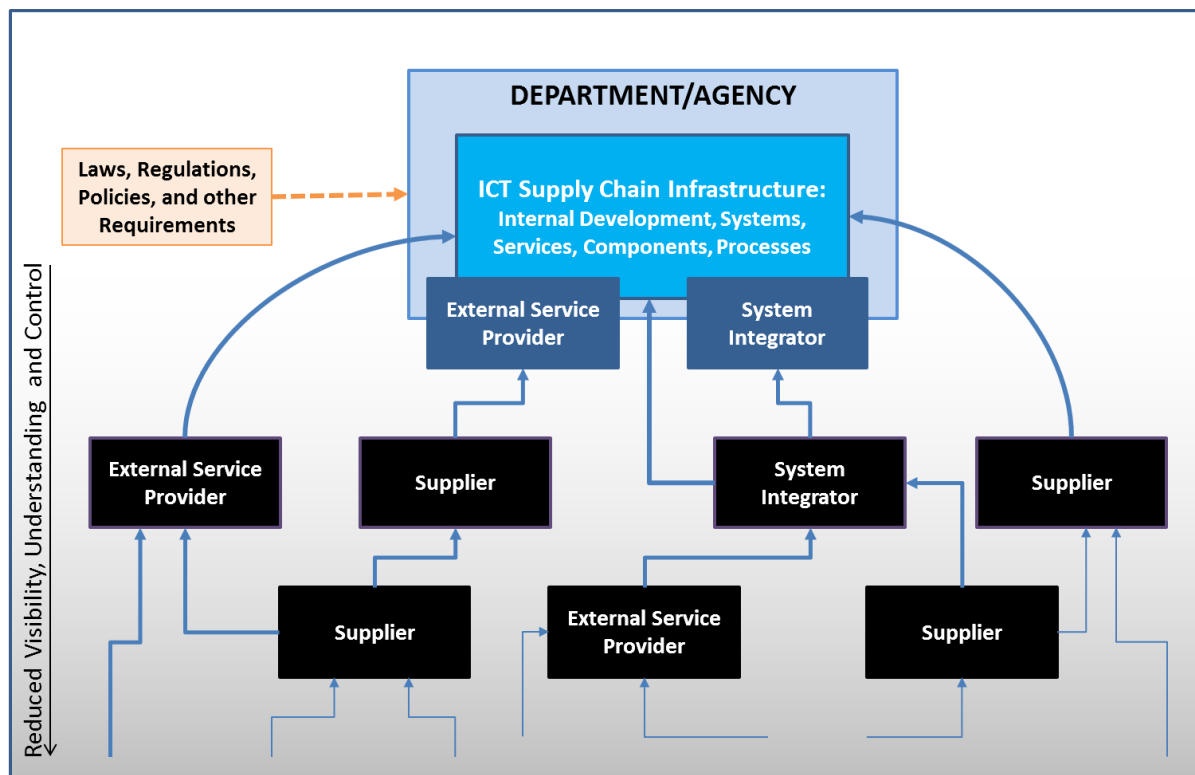 DEPARTMENT/AGENCY
Laws, Regulations,
Policies, and other
Requirements
ICT Supply Chain Infrastructure:
Internal Development, Systems,
Services, Components, Processes
External Service
Provider
System
Integrator
Reduced Visibility, Understanding and Control
External Service
Provider
Supplier
System
Integrator
Supplier
Supplier
External Service
Provider
Supplier